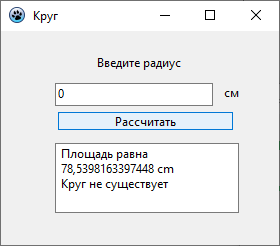 Круг
Введите радиус
0
см
Рассчитать
Площадь равна
78,5398163397448 cm
Круг не существует